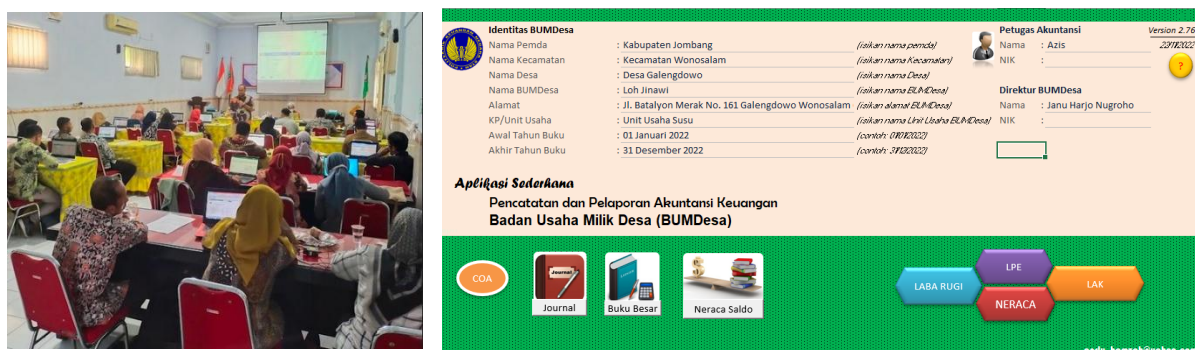 Identitas BUMDesa
Nama Pemda : Kabupaten Jombang (isikan nama pemda)
Nama Kecamatan : Kecamatan Wonosalam (isikan nama Kecamatan)
Nama Desa : Desa Galengdowo (isikan nama Desa)
Nama BUMDesa : Loh Jinawi (isikan nama BUMDesa)
Alamat : Jl. Batalyon Merak No. 161 Galengdowo Wonosalam (isikan alamat BUMDesa)
KP/Unit Usaha : Unit Usaha Susu (isikan nama Unit Usaha BUMDesa)
Awal Tahun Buku : 01 Januari 2022 (contoh: 01/01/2022)
Akhir Tahun Buku : 31 Desember 2022 (contoh: 31/12/2022)
Petugas Akuntansi Version 2.76
Nama : Azis
NIK :
?
Direktur BUMDesa
Nama : Janu Harjo Nugroho
NIK :
Aplikasi Sederhana
Pencatatan dan Pelaporan Akuntansi Keuangan
Badan Usaha Milik Desa (BUMDesa)
COA
Journal
Journal
Buku Besar
Neraca Saldo
LABA RUGI
LPE
NERACA
LAK